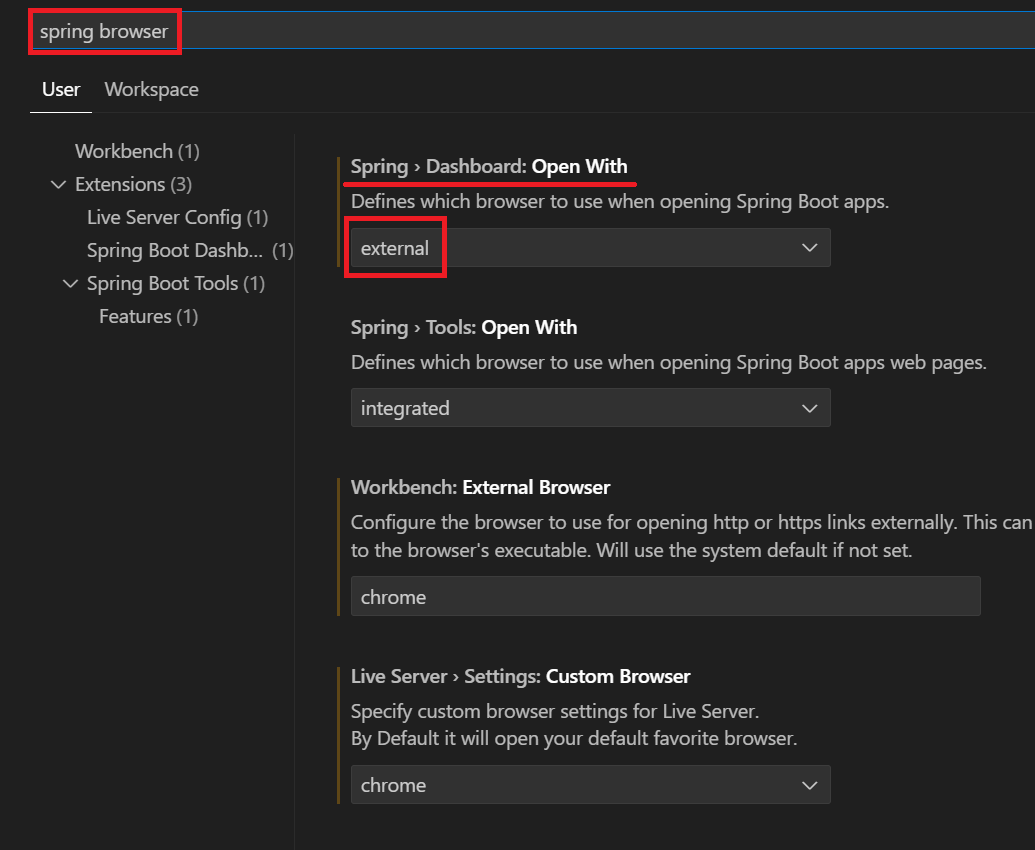 spring browser
User Workspace
Workbench (1)
Extensions (3)
Live Server Config (1)
Spring Boot Dashb... (1)
Spring Boot Tools (1)
Features (1)
Spring › Dashboard: Open With
Defines which browser to use when opening Spring Boot apps.
external
Spring › Tools: Open With
Defines which browser to use when opening Spring Boot apps web pages.
integrated
Workbench: External Browser
Configure the browser to use for opening http or https links externally. This can
to the browser's executable. Will use the system default if not set.
chrome
Live Server › Settings: Custom Browser
Specify custom browser settings for Live Server.
By Default it will open your default favorite browser.
chrome